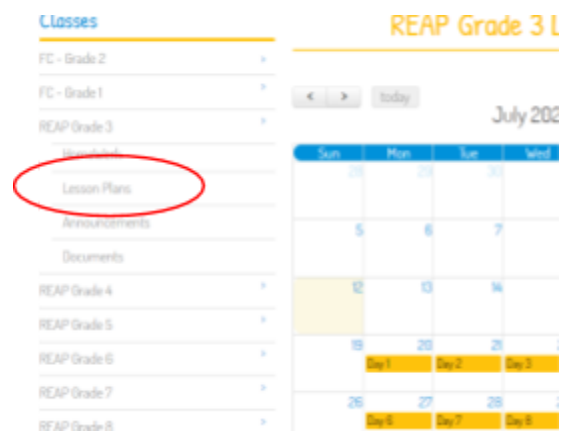 Classes
FC - Grade 2
FC - Grade 1
REAP Grade 3
Homework
Lesson Plans
Announcements
Documents
REAP Grade 4
REAP Grade 5
REAP Grade 6
REAP Grade 7
REAP Grade 8
REAP Grade 3 L
< > today
July 202
Sun Mon Tue Wed
28 29 30
5 6 7
12 13 14
19 20 21
Day 1 Day 2 Day 3
26 27 28
Day 6 Day 7 Day 8